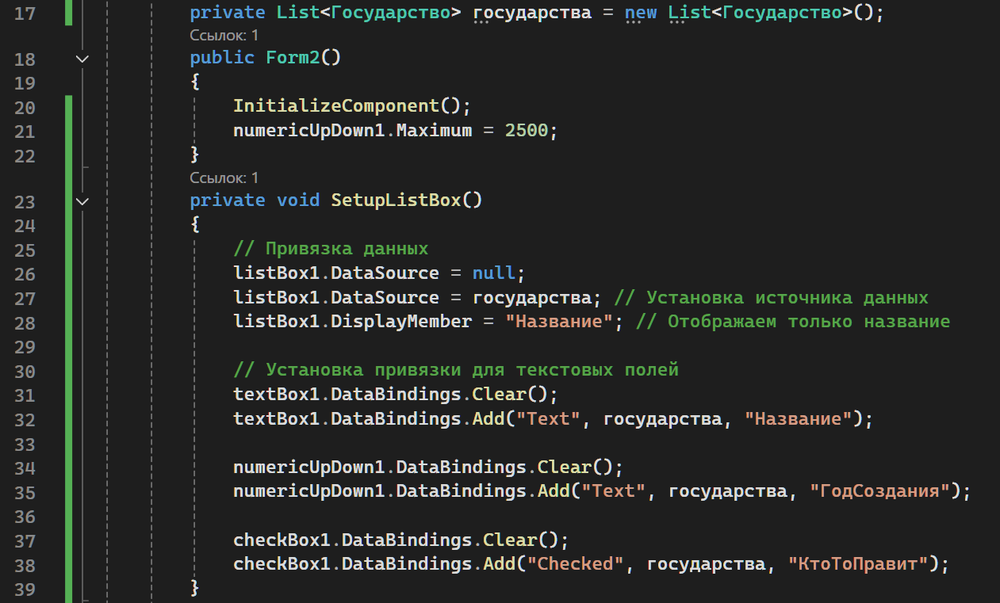 17 private List<Государство> государства = new List<Государство>();
Ссылок: 1
18 public Form2()
19 {
20 InitializeComponent();
21 numericUpDown1.Maximum = 2500;
22 }
Ссылок: 1
23 private void SetupListBox()
24 {
25 // Привязка данных
26 listBox1.DataSource = null;
27 listBox1.DataSource = государства; // Установка источника данных
28 listBox1.DisplayMember = "Название"; // Отображаем только название
29
30 // Установка привязки для текстовых полей
31 textBox1.DataBindings.Clear();
32 textBox1.DataBindings.Add("Text", государства, "Название");
33
34 numericUpDown1.DataBindings.Clear();
35 numericUpDown1.DataBindings.Add("Text", государства, "ГодСоздания");
36
37 checkBox1.DataBindings.Clear();
38 checkBox1.DataBindings.Add("Checked", государства, "КтоТоПравит");
39 }